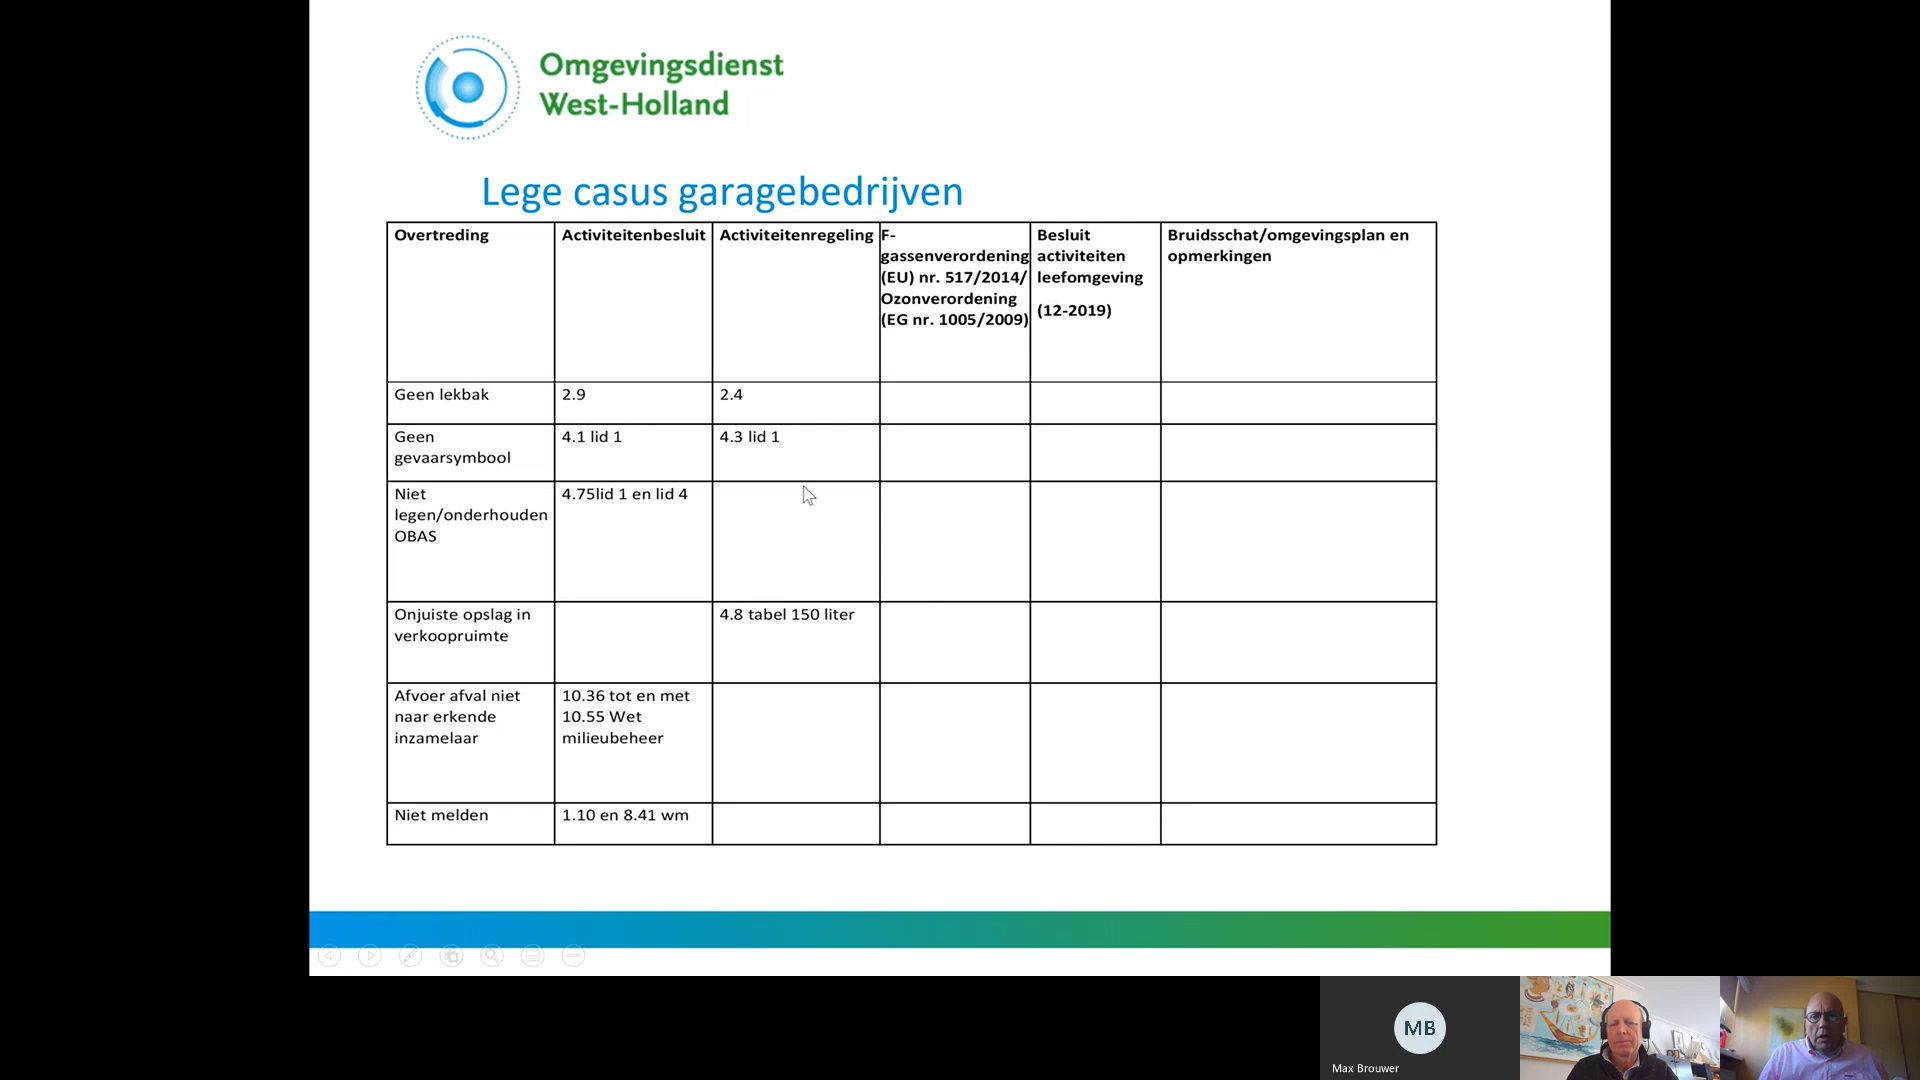 Omgevingsdienst
West-Holland
Lege casus garagebedrijven
Overtreding
Activiteitenbesluit
Activiteitenregeling
F-
gassenverordening
(EU) nr. 517/2014/
Ozonverordening
(EG nr. 1005/2009)
Besluit
activiteiten
leefomgeving
(12-2019)
Bruidsschat/omgevingsplan en
opmerkingen
Geen lekbak
2.9
2.4
Geen
gevaarsymbool
4.1 lid 1
4.3 lid 1
Niet
legen/onderhouden
OBAS
4.75lid 1 en lid 4
Onjuiste opslag in
verkoopruimte
4.8 tabel 150 liter
Afvoer afval niet
naar erkende
inzamelaar
10.36 tot en met
10.55 Wet
milieubeheer
Niet melden
1.10 en 8.41 wm
MB
Max Brouwer